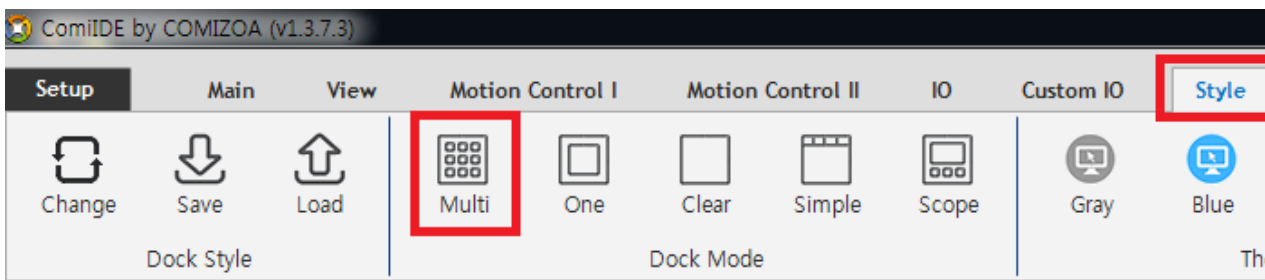 ComiIDE by COMIZOA (v1.3.7.3)
Setup Main View Motion Control I Motion Control II IO Custom IO Style
Change Save Load Multi One Clear Simple Scope Gray Blue
Dock Style Dock Mode